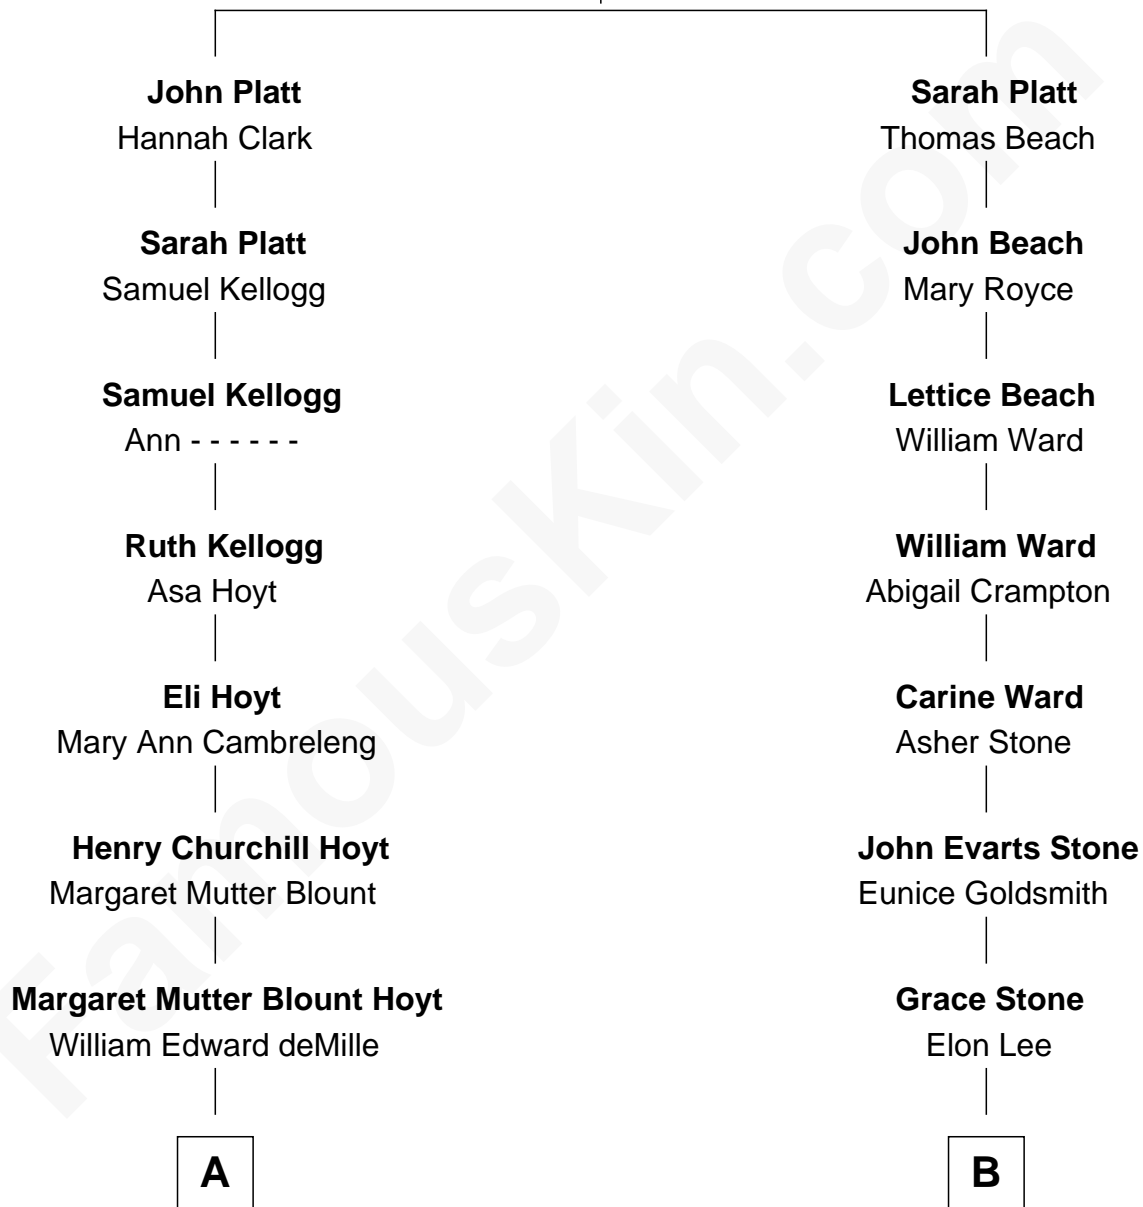 John Platt
Hannah Clark
Sarah Platt
Samuel Kellogg
Samuel Kellogg
Ann - - - - - -
Ruth Kellogg
Asa Hoyt
Eli Hoyt
Mary Ann Cambreleng
Henry Churchill Hoyt
Margaret Mutter Blount
Margaret Mutter Blount Hoyt
William Edward deMille
A
Sarah Platt
Thomas Beach
John Beach
Mary Royce
Lettice Beach
William Ward
William Ward
Abigail Crampton
Carine Ward
Asher Stone
John Evarts Stone
Eunice Goldsmith
Grace Stone
Elon Lee
B
FamousKin.com